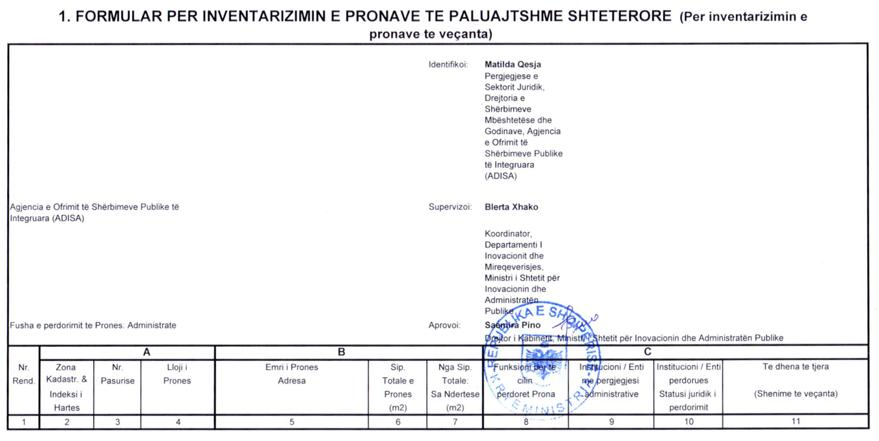 1. FORMULAR PER INVENTARIZIMIN E PRONAVE TE PALUAJTSHME SHTETERORE (Per inventarizimin e
pronave te veçanta)
Identifikoi: Matilda Qesja
Pergjegjese e
Sektorit Juridik,
Drejtoria e
Shërbimeve
Mbështetëse dhe
Godinave, Agjencia
e Ofrimit të
Shërbimeve Publike
të Integruara
(ADISA)
Agjencia e Ofrimit të Shërbimeve Publike të
Integruara (ADISA)
Supervizoi: Blerta Xhako
Koordinator,
Departamenti I
Inovacionit dhe
Mireqeverisjes,
Ministri i Shtetit për
Inovacionin dhe
Administratën
Publike
Fusha e perdorimit te Prones. Administrate
Aprovoi: Saemira Pino
Drejtor i Kabinetit, Ministri i Shtetit për Inovacionin dhe Administratën Publike
REPUBLIKA E SHQIPERISE
KRYEMINISTRIA
A B C
Nr.
Rend.
Zona
Kadastr. &
Indeksi i
Hartes
Nr.
Pasurise
Lloji i
Prones
Emri i Prones
Adresa
Sip.
Totale e
Prones
(m2)
Nga Sip.
Totale:
Sa Ndertese
(m2)
Funksioni per te
cilin
perdoret Prona
Institucioni / Enti
me pergjegjesi
administrative
Institucioni / Enti
perdorues
Statusi juridik i
perdorimit
Te dhena te tjera
(Shenime te veçanta)
1 2 3 4 5 6 7 8 9 10 11